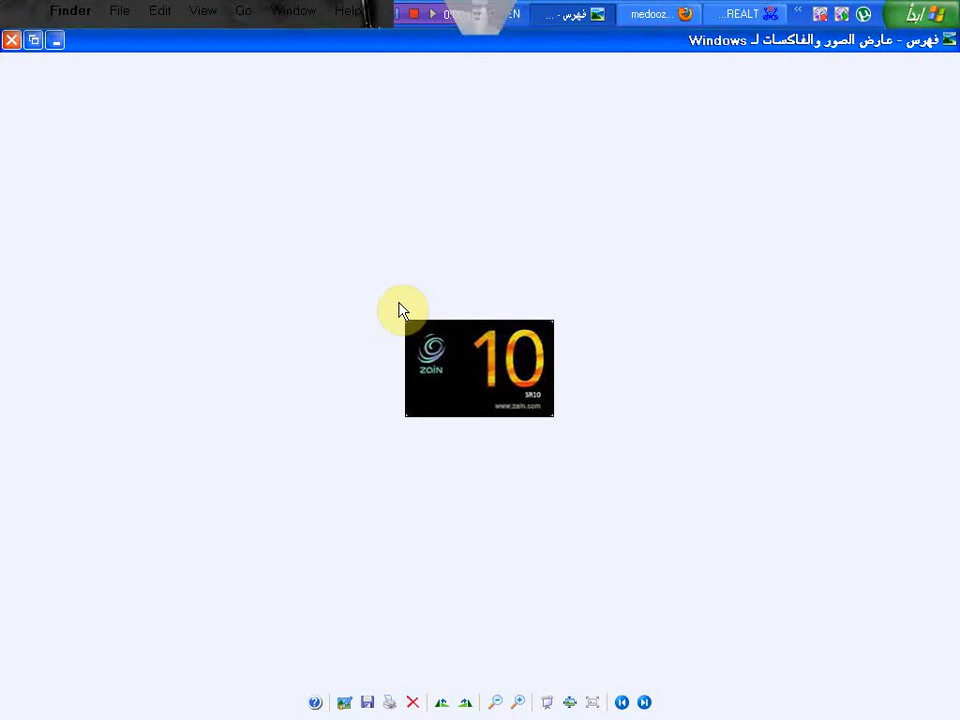 Finder File Edit View Go Window Help
EN
فهرس - ...
medooz...
...REALT
ابدأ
فهرس - عارض الصور والفاكسات لـ Windows
zain
10
SR10
www.zain.com